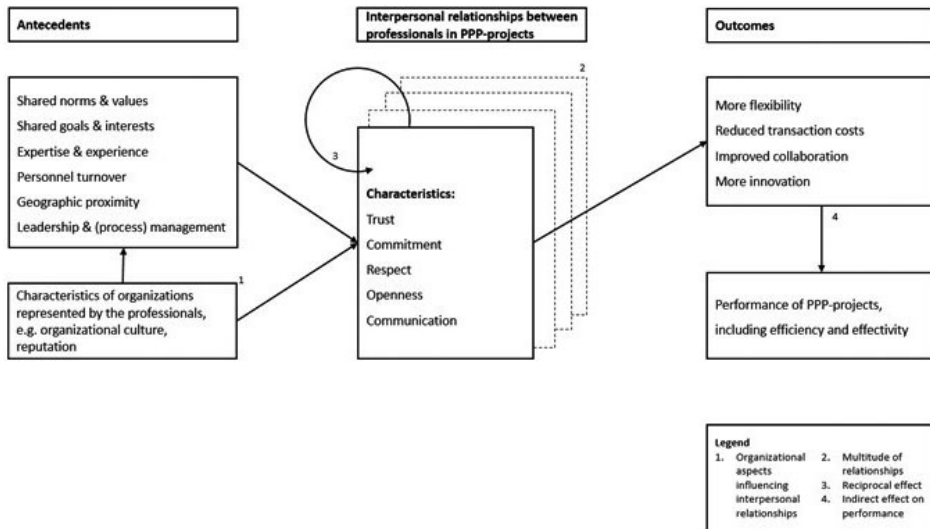 Antecedents
Interpersonal relationships between
professionals in PPP-projects
Outcomes
Shared norms & values
Shared goals & interests
Expertise & experience
Personnel turnover
Geographic proximity
Leadership & (process) management
1
Characteristics of organizations
represented by the professionals,
e.g. organizational culture,
reputation
2
3
Characteristics:
Trust
Commitment
Respect
Openness
Communication
More flexibility
Reduced transaction costs
Improved collaboration
More innovation
4
Performance of PPP-projects,
including efficiency and effectivity
Legend
1. Organizational
aspects
influencing
interpersonal
relationships
2. Multitude of
relationships
3. Reciprocal effect
4. Indirect effect on
performance